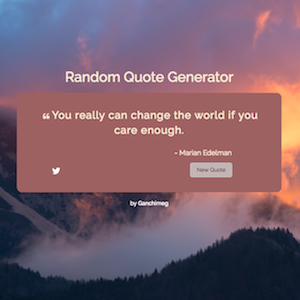 Random Quote Generator
❝ You really can change the world if you
care enough.
- Marian Edelman
New Quote
by Ganchimeg